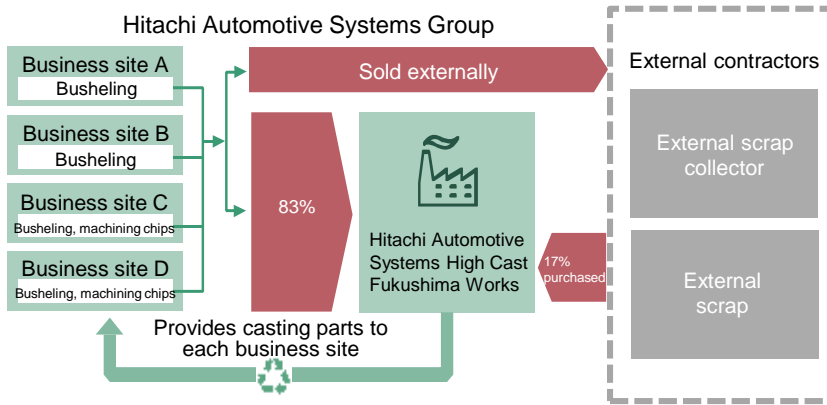 Hitachi Automotive Systems Group
Business site A
Busheling
Business site B
Busheling
Business site C
Busheling, machining chips
Business site D
Busheling, machining chips
Sold externally
83%
Hitachi Automotive
Systems High Cast
Fukushima Works
17%
purchased
External contractors
External scrap
collector
External
scrap
Provides casting parts to
each business site